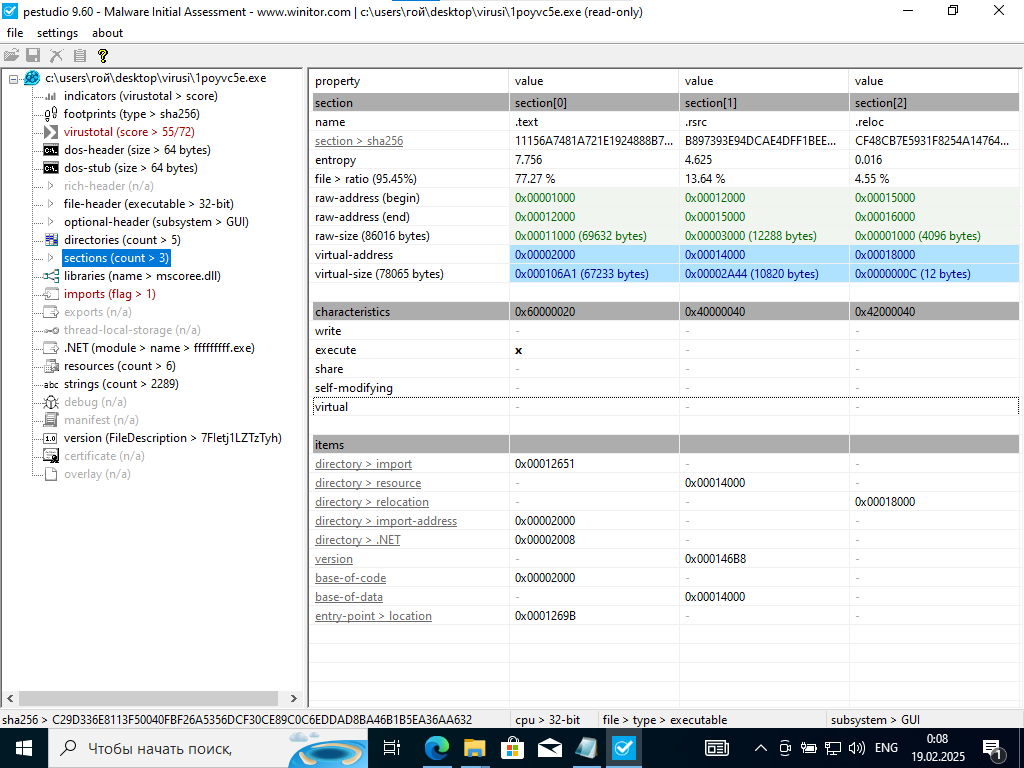 pestudio 9.60 - Malware Initial Assessment - www.winitor.com | c:\users\гой\desktop\virusi\1poyvc5e.exe (read-only)
file settings about
c:\users\гой\desktop\virusi\1poyvc5e.exe
indicators (virustotal > score)
footprints (type > sha256)
virustotal (score > 55/72)
dos-header (size > 64 bytes)
dos-stub (size > 64 bytes)
rich-header (n/a)
file-header (executable > 32-bit)
optional-header (subsystem > GUI)
directories (count > 5)
sections (count > 3)
libraries (name > mscoree.dll)
imports (flag > 1)
exports (n/a)
thread-local-storage (n/a)
.NET (module > name > fffffffff.exe)
resources (count > 6)
abc strings (count > 2289)
debug (n/a)
manifest (n/a)
1.0 version (FileDescription > 7FIetj1LZTzTyh)
certificate (n/a)
overlay (n/a)
property value value value
section section[0] section[1] section[2]
name .text .rsrc .reloc
section > sha256 11156A7481A721E1924888B7... B897393E94DCAE4DFF1BEE... CF48CB7E5931F8254A14764...
entropy 7.756 4.625 0.016
file > ratio (95.45%) 77.27 % 13.64 % 4.55 %
raw-address (begin) 0x00001000 0x00012000 0x00015000
raw-address (end) 0x00012000 0x00015000 0x00016000
raw-size (86016 bytes) 0x00011000 (69632 bytes) 0x00003000 (12288 bytes) 0x00001000 (4096 bytes)
virtual-address 0x00002000 0x00014000 0x00018000
virtual-size (78065 bytes) 0x000106A1 (67233 bytes) 0x00002A44 (10820 bytes) 0x0000000C (12 bytes)
characteristics 0x60000020 0x40000040 0x42000040
write - - -
execute x - -
share - - -
self-modifying - - -
virtual - - -
items
directory > import 0x00012651 - -
directory > resource - 0x00014000 -
directory > relocation - - 0x00018000
directory > import-address 0x00002000 - -
directory > .NET 0x00002008 - -
version - 0x000146B8 -
base-of-code 0x00002000 - -
base-of-data - 0x00014000 -
entry-point > location 0x0001269B - -
sha256 > C29D336E8113F50040FBF26A5356DCF30CE89C0C6EDDAD8BA46B1B5EA36AA632 cpu > 32-bit file > type > executable subsystem > GUI
Чтобы начать поиск,
ENG
0:08
19.02.2025
1